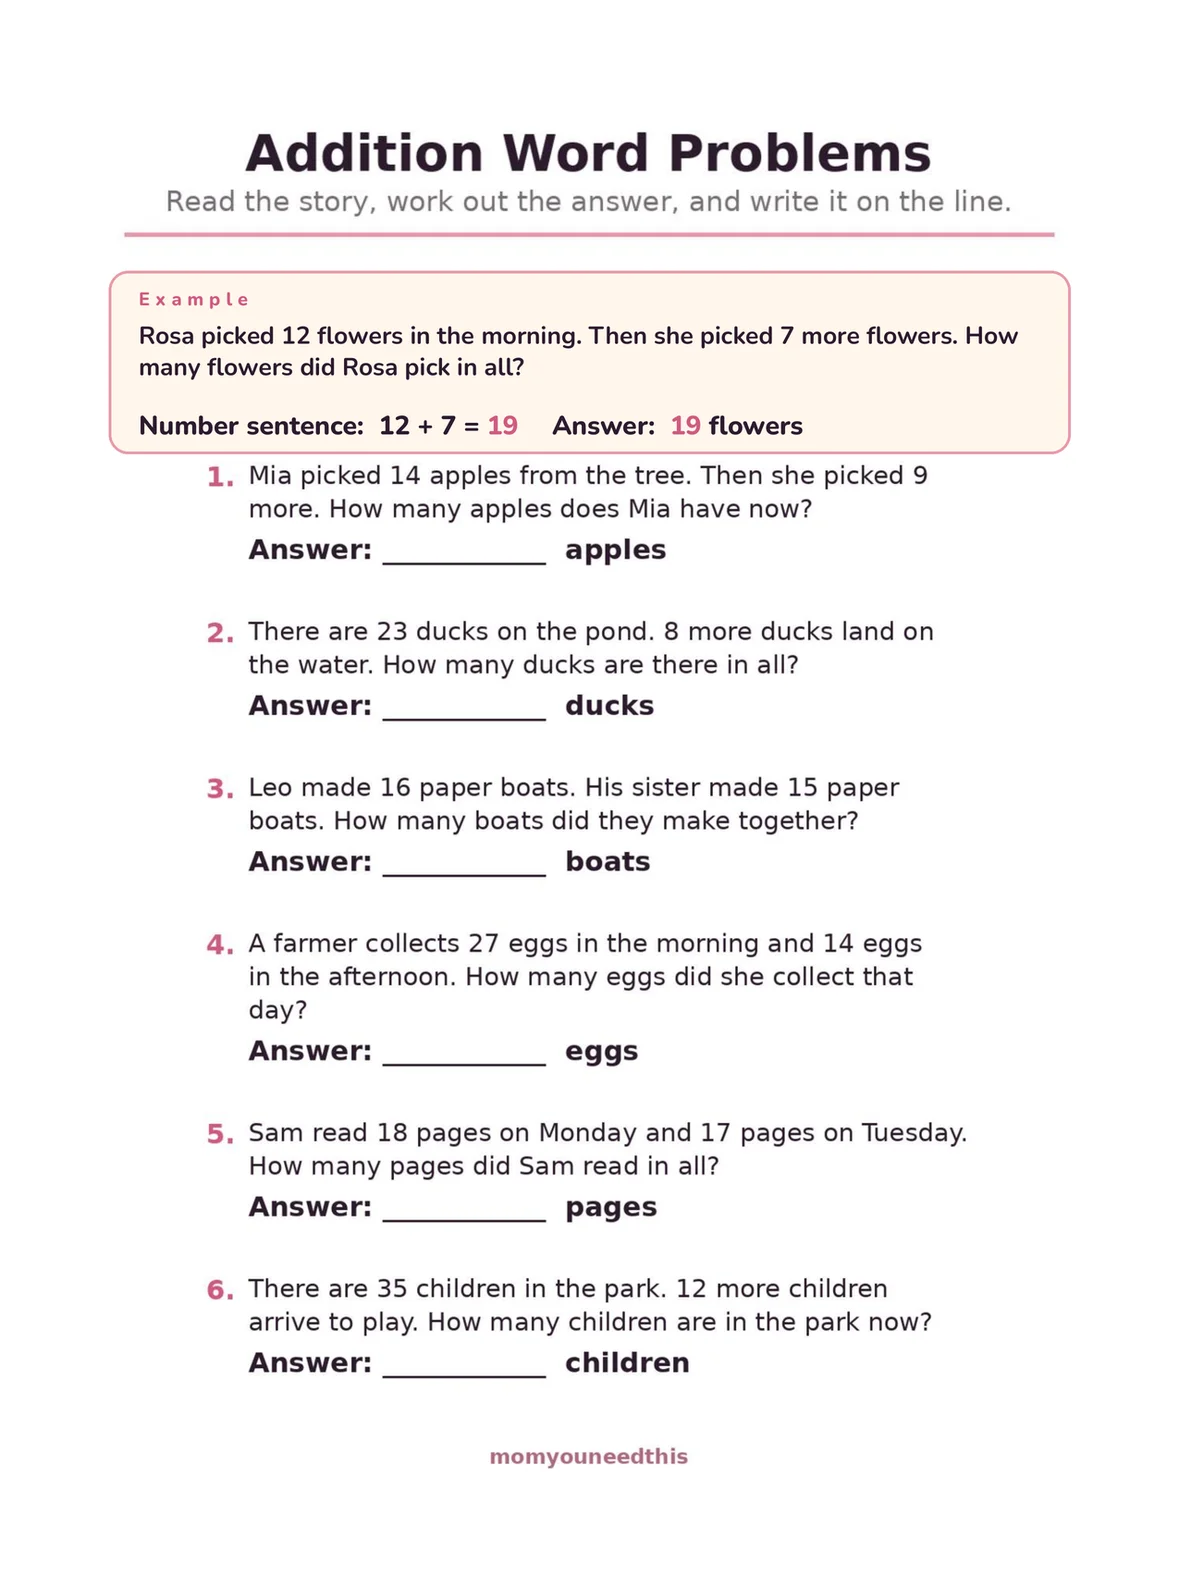 Addition Word Problems
Read the story, work out the answer, and write it on the line.
Example
Rosa picked 12 flowers in the morning. Then she picked 7 more flowers. How
many flowers did Rosa pick in all?
Number sentence: 12 + 7 = 19 Answer: 19 flowers
1. Mia picked 14 apples from the tree. Then she picked 9
more. How many apples does Mia have now?
Answer: ____________ apples
2. There are 23 ducks on the pond. 8 more ducks land on
the water. How many ducks are there in all?
Answer: ____________ ducks
3. Leo made 16 paper boats. His sister made 15 paper
boats. How many boats did they make together?
Answer: ____________ boats
4. A farmer collects 27 eggs in the morning and 14 eggs
in the afternoon. How many eggs did she collect that
day?
Answer: ____________ eggs
5. Sam read 18 pages on Monday and 17 pages on Tuesday.
How many pages did Sam read in all?
Answer: ____________ pages
6. There are 35 children in the park. 12 more children
arrive to play. How many children are in the park now?
Answer: ____________ children
momyouneedthis